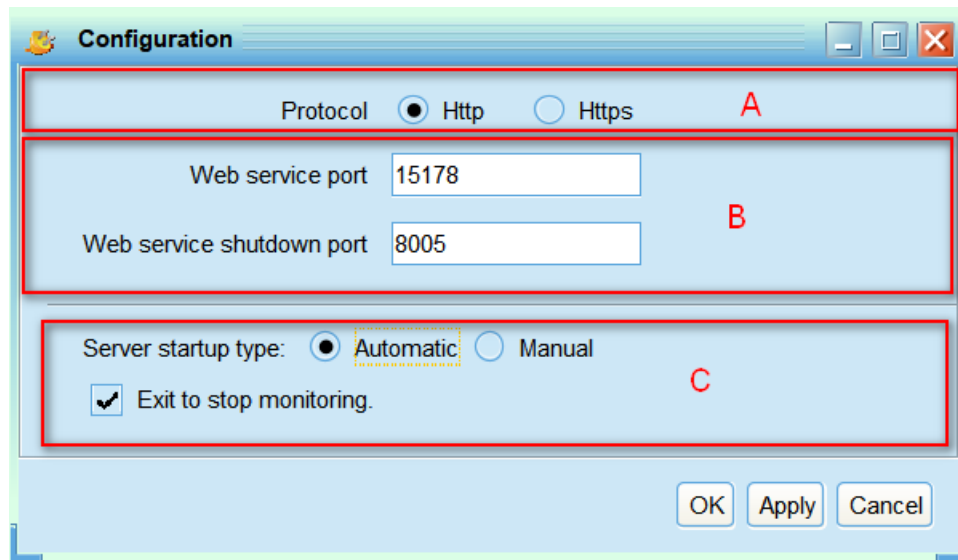 Configuration
Protocol Http Https A
Web service port 15178
B
Web service shutdown port 8005
Server startup type: Automatic Manual
C
Exit to stop monitoring.
OK Apply Cancel